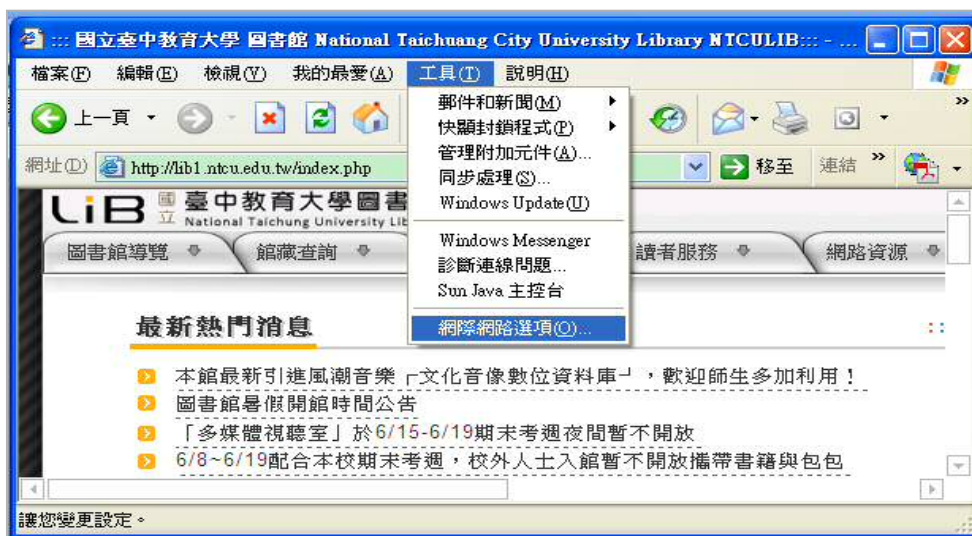 ::: 國立臺中教育大學 圖書館 National Taichuang City University Library NTCULIB::: - ...
檔案(F) 編輯(E) 檢視(V) 我的最愛(A) 工具(T) 說明(H)
上一頁
網址(D) http://lib1.ntcu.edu.tw/index.php 移至 連結 »
郵件和新聞(M)
快顯封鎖程式(P)
管理附加元件(A)...
同步處理(S)...
Windows Update(U)
Windows Messenger
診斷連線問題...
Sun Java 主控台
網際網路選項(O)...
LiB 國立 臺中教育大學圖書
National Taichung University Lib
圖書館導覽 館藏查詢 讀者服務 網路資源
最新熱門消息
本館最新引進風潮音樂┌文化音像數位資料庫┘,歡迎師生多加利用!
圖書館暑假開館時間公告
「多媒體視聽室」於6/15-6/19期末考週夜間暫不開放
6/8~6/19配合本校期末考週,校外人士入館暫不開放攜帶書籍與包包
讓您變更設定。